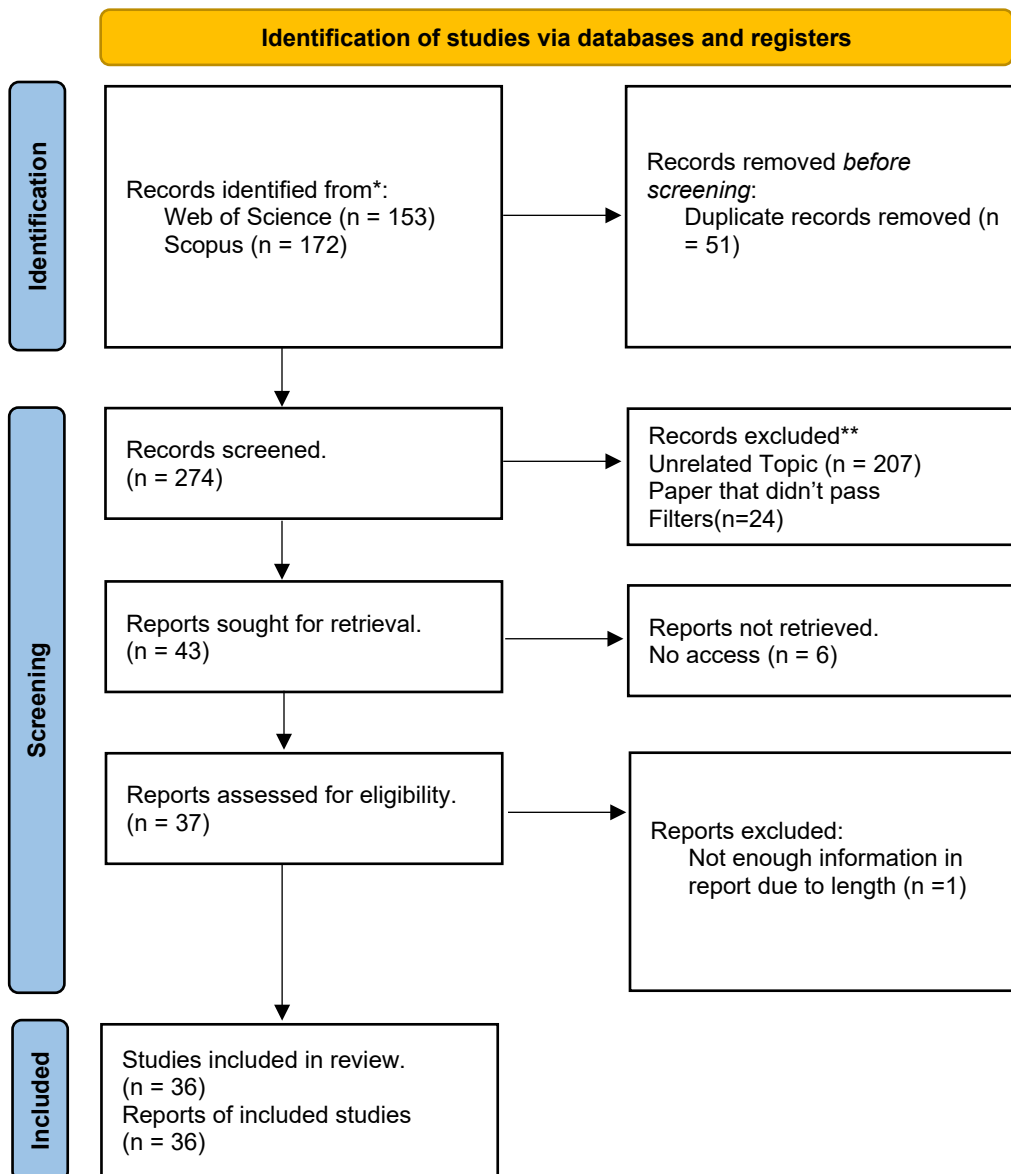 Identification of studies via databases and registers
Identification
Records identified from*:
Web of Science (n = 153)
Scopus (n = 172)
Records removed before
screening:
Duplicate records removed (n
= 51)
Screening
Records screened.
(n = 274)
Records excluded**
Unrelated Topic (n = 207)
Paper that didn’t pass
Filters(n=24)
Reports sought for retrieval.
(n = 43)
Reports not retrieved.
No access (n = 6)
Reports assessed for eligibility.
(n = 37)
Reports excluded:
Not enough information in
report due to length (n =1)
Included
Studies included in review.
(n = 36)
Reports of included studies
(n = 36)